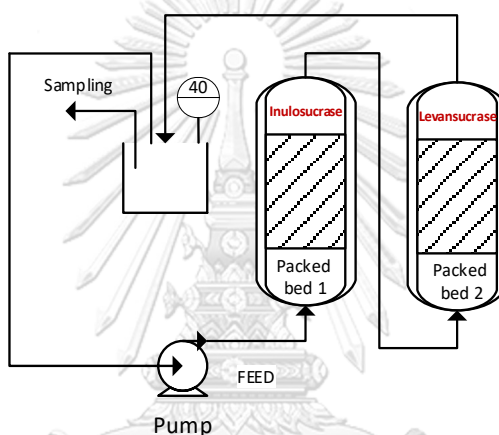 40
Sampling
Inulosucrase
Levansucrase
Packed
bed 1
Packed
bed 2
FEED
Pump